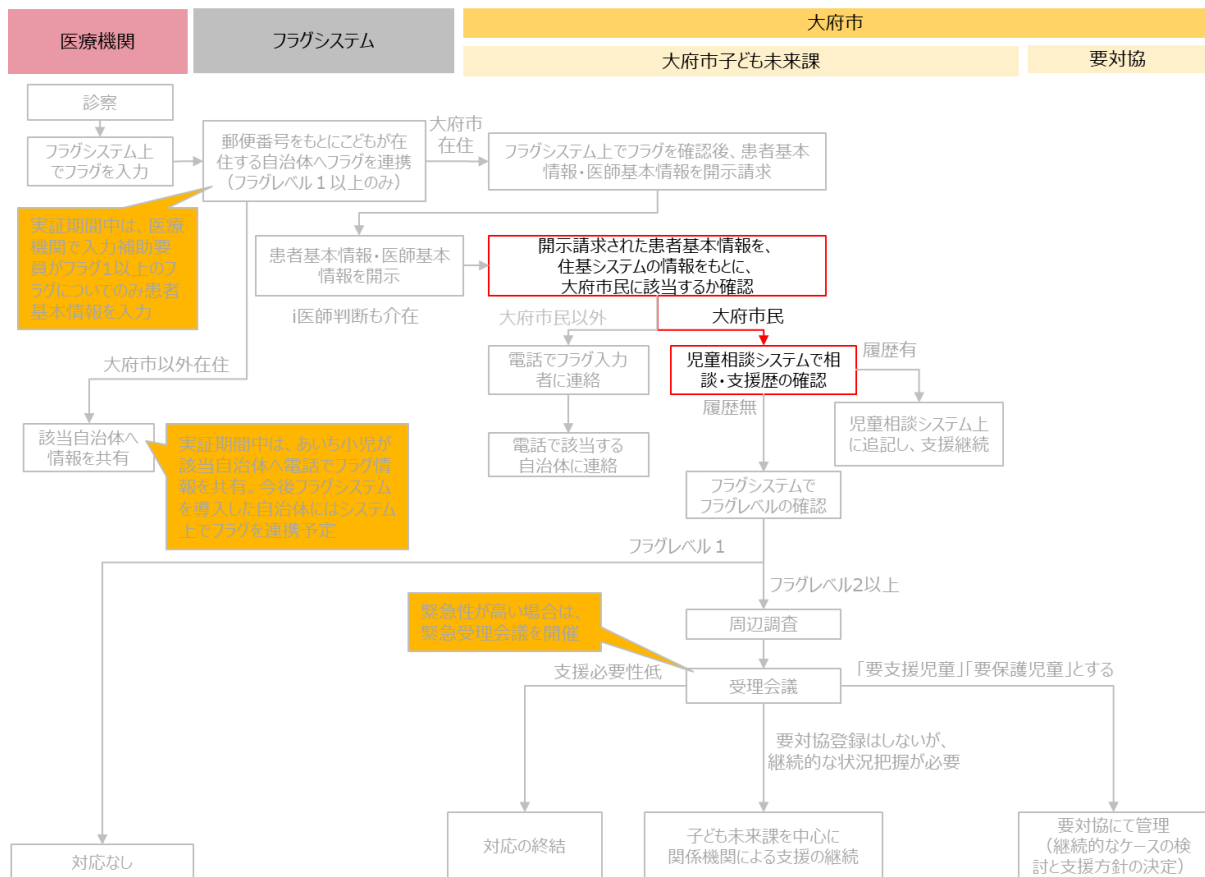 医療機関
フラグシステム
大府市
大府市子ども未来課
要対協
診察
フラグシステム上
でフラグを入力
郵便番号をもとにこどもが在
住する自治体へフラグを連携
（フラグレベル１以上のみ）
大府市
在住
フラグシステム上でフラグを確認後、患者基本
情報・医師基本情報を開示請求
実証期間中は、医療
機関で入力補助要
員がフラグ1以上のフ
ラグについてのみ患者
基本情報を入力
患者基本情報・医師基本
情報を開示
i医師判断も介在
開示請求された患者基本情報を、
住基システムの情報をもとに、
大府市民に該当するか確認
大府市民以外
大府市民
電話でフラグ入力
者に連絡
児童相談システムで相
談・支援歴の確認
履歴有
大府市以外在住
履歴無
該当自治体へ
情報を共有
実証期間中は、あいち小児が
該当自治体へ電話でフラグ情
報を共有。今後フラグシステム
を導入した自治体にはシステム
上でフラグを連携予定
電話で該当する
自治体に連絡
児童相談システム上
に追記し、支援継続
フラグシステムで
フラグレベルの確認
フラグレベル１
フラグレベル2以上
緊急性が高い場合は、
緊急受理会議を開催
周辺調査
支援必要性低
受理会議
「要支援児童」「要保護児童」とする
要対協登録はしないが、
継続的な状況把握が必要
対応なし
対応の終結
子ども未来課を中心に
関係機関による支援の継続
要対協にて管理
（継続的なケースの検
討と支援方針の決定）